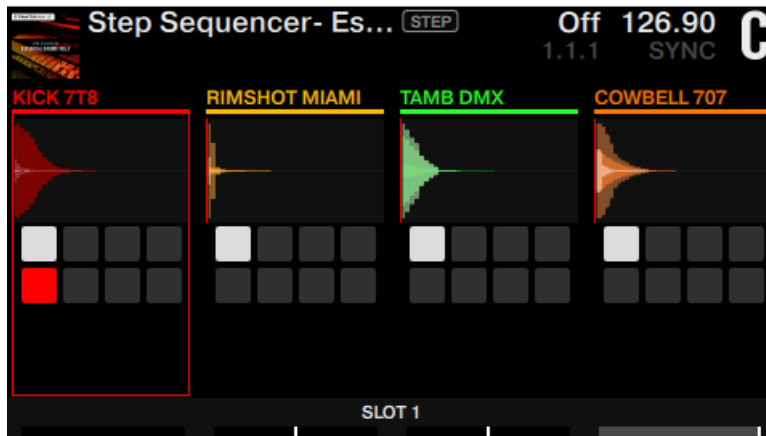 Step Sequencer- Es... STEP Off 126.90 C
1.1.1 SYNC
KICK 7T8 RIMSHOT MIAMI TAMB DMX COWBELL 707
SLOT 1